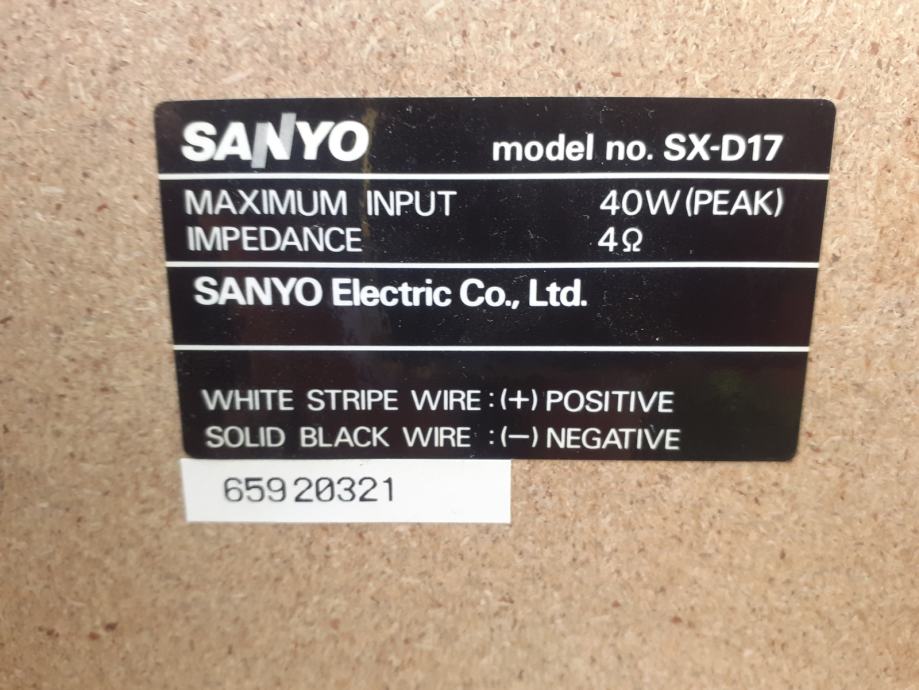 SANYO model no. SX-D17
MAXIMUM INPUT 40W (PEAK)
IMPEDANCE 4Ω
SANYO Electric Co., Ltd.
WHITE STRIPE WIRE : (+) POSITIVE
SOLID BLACK WIRE : (−) NEGATIVE
65920321